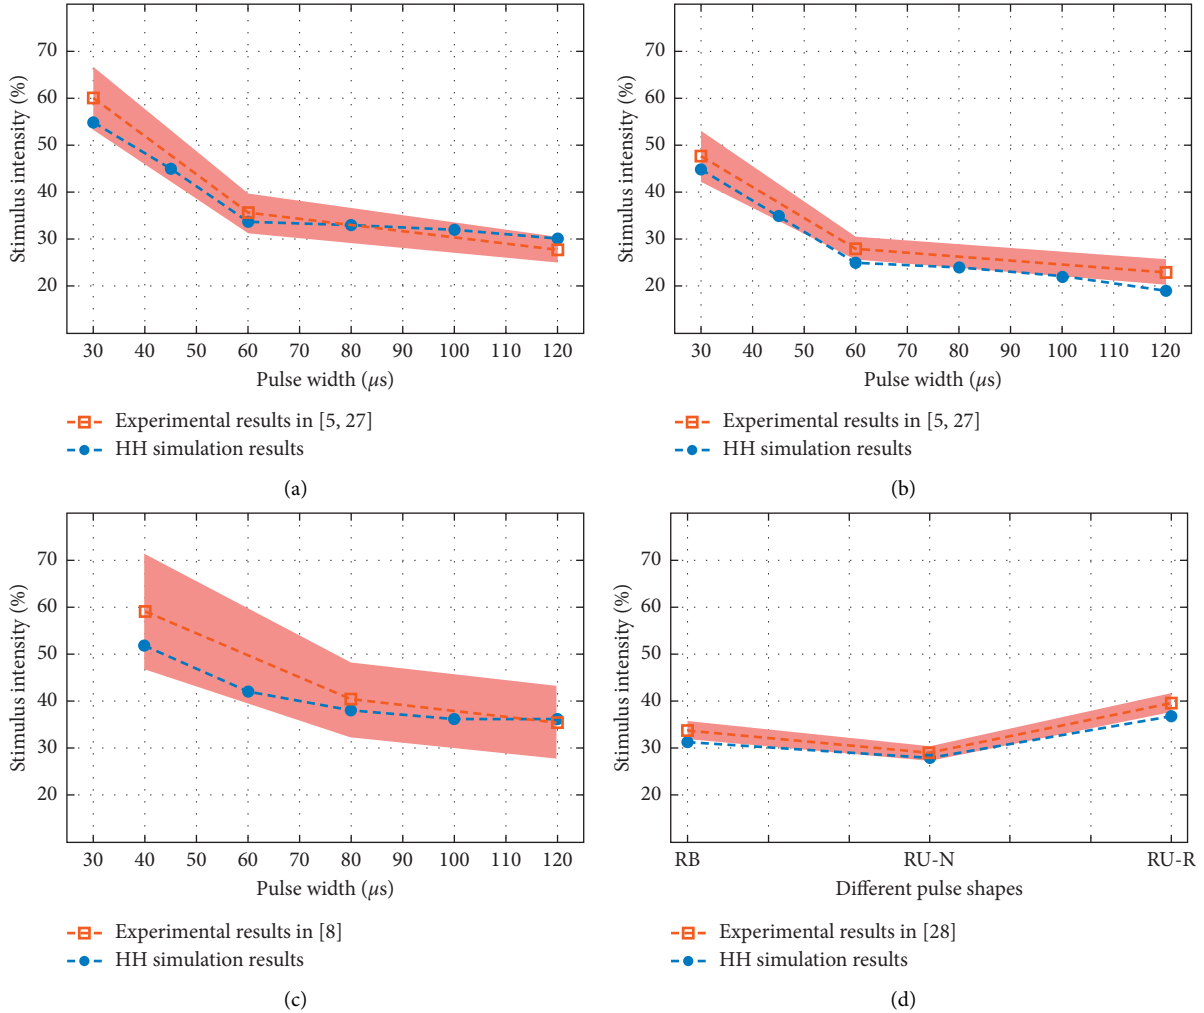 70
60
50
40
30
20
Stimulus intensity (%)
30 40 50 60 70 80 90 100 110 120
Pulse width (μs)
Experimental results in [5, 27]
HH simulation results
(a)
70
60
50
40
30
20
Stimulus intensity (%)
30 40 50 60 70 80 90 100 110 120
Pulse width (μs)
Experimental results in [5, 27]
HH simulation results
(b)
70
60
50
40
30
20
Stimulus intensity (%)
30 40 50 60 70 80 90 100 110 120
Pulse width (μs)
Experimental results in [8]
HH simulation results
(c)
70
60
50
40
30
20
Stimulus intensity (%)
RB RU-N RU-R
Different pulse shapes
Experimental results in [28]
HH simulation results
(d)